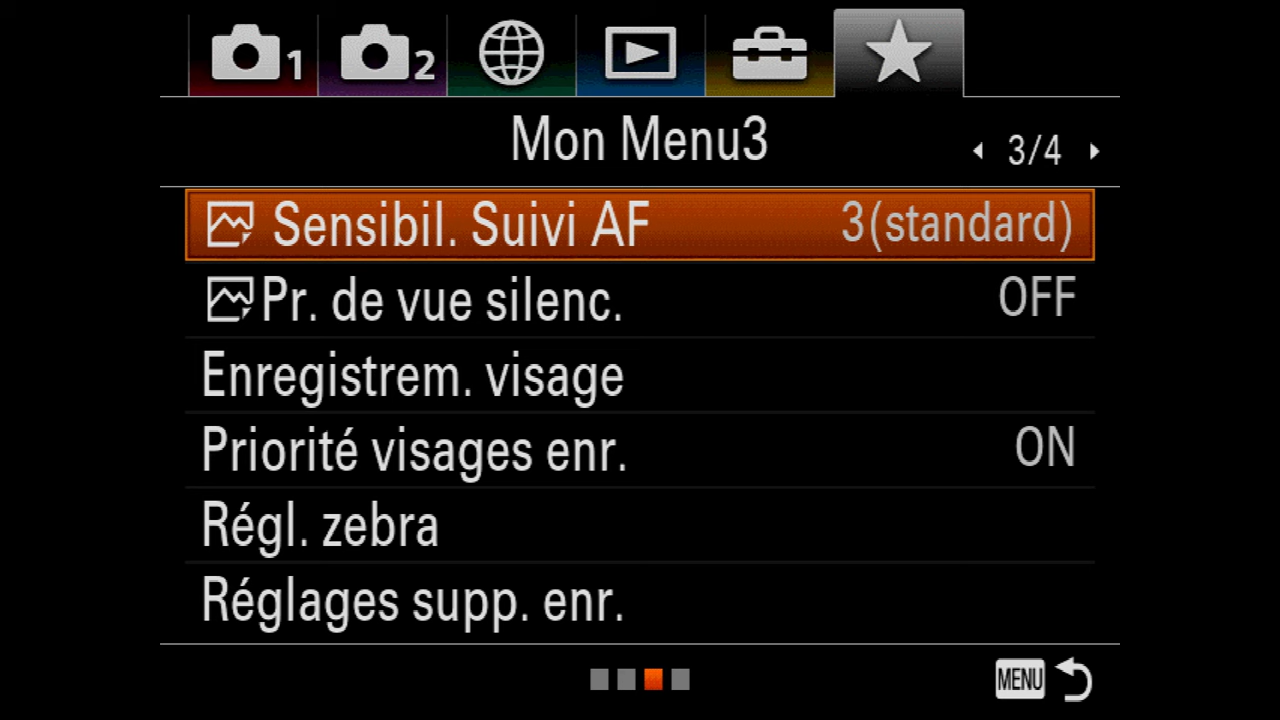 1 2
Mon Menu3 3/4
Sensibil. Suivi AF 3(standard)
Pr. de vue silenc. OFF
Enregistrem. visage
Priorité visages enr. ON
Régl. zebra
Réglages supp. enr.
MENU